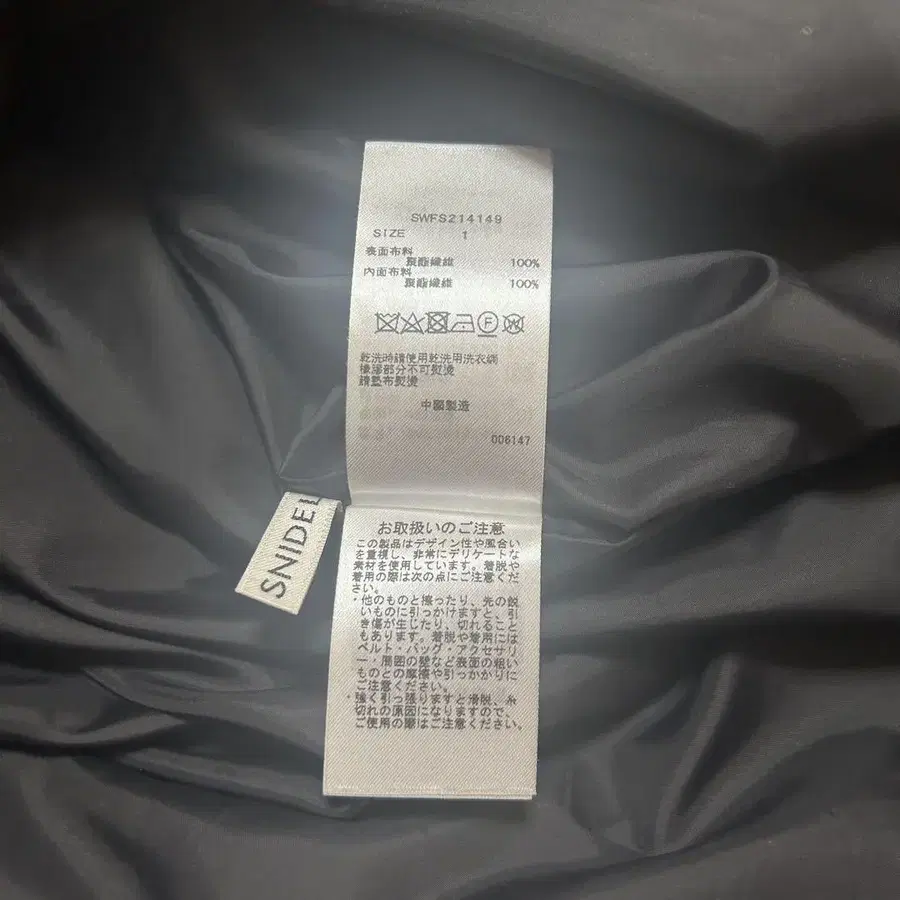 SWFS214149
SIZE 1
表面布料
聚酯纖維 100%
內面布料
聚酯纖維 100%
F W
乾洗時請使用乾洗用洗衣網
橡膠部分不可熨燙
請墊布熨燙
中國製造
006147
SNIDEL
お取扱いのご注意
この製品はデザイン性や風合い
を重視し、非常にデリケートな
素材を使用しています。着脱や
着用の際は次の点にご注意くだ
さい。
・他のものと擦ったり、先の鋭
いものに引っかけますと、引
き傷が生じたり、切れること
もあります。着脱や着用には
ベルト・バッグ・アクセサリ
ー・周囲の壁など表面の粗い
ものとの摩擦や引っかかりに
ご注意ください。
・強く引っ張りますと滑脱、糸
切れの原因になりますので、
ご使用の際はご注意ください。